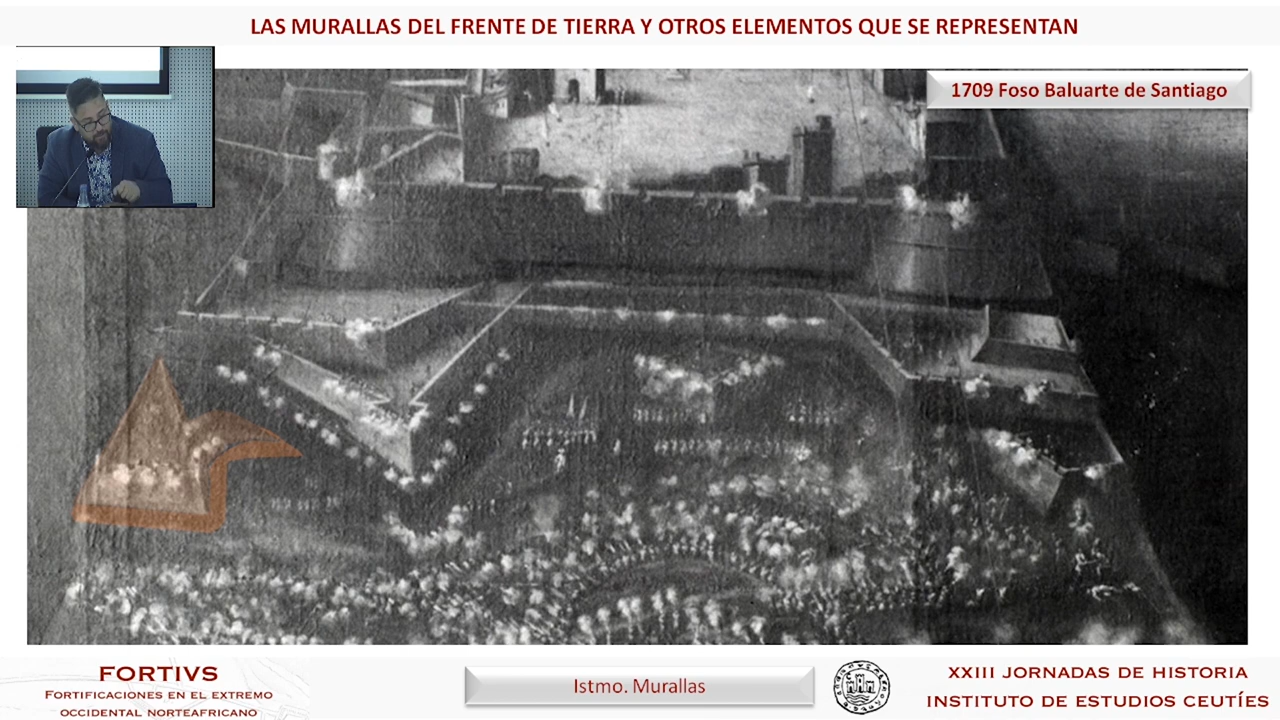 LAS MURALLAS DEL FRENTE DE TIERRA Y OTROS ELEMENTOS QUE SE REPRESENTAN
1709 Foso Baluarte de Santiago
FORTIVS
FORTIFICACIONES EN EL EXTREMO
OCCIDENTAL NORTEAFRICANO
Istmo. Murallas
XXIII JORNADAS DE HISTORIA
INSTITUTO DE ESTUDIOS CEUTÍES